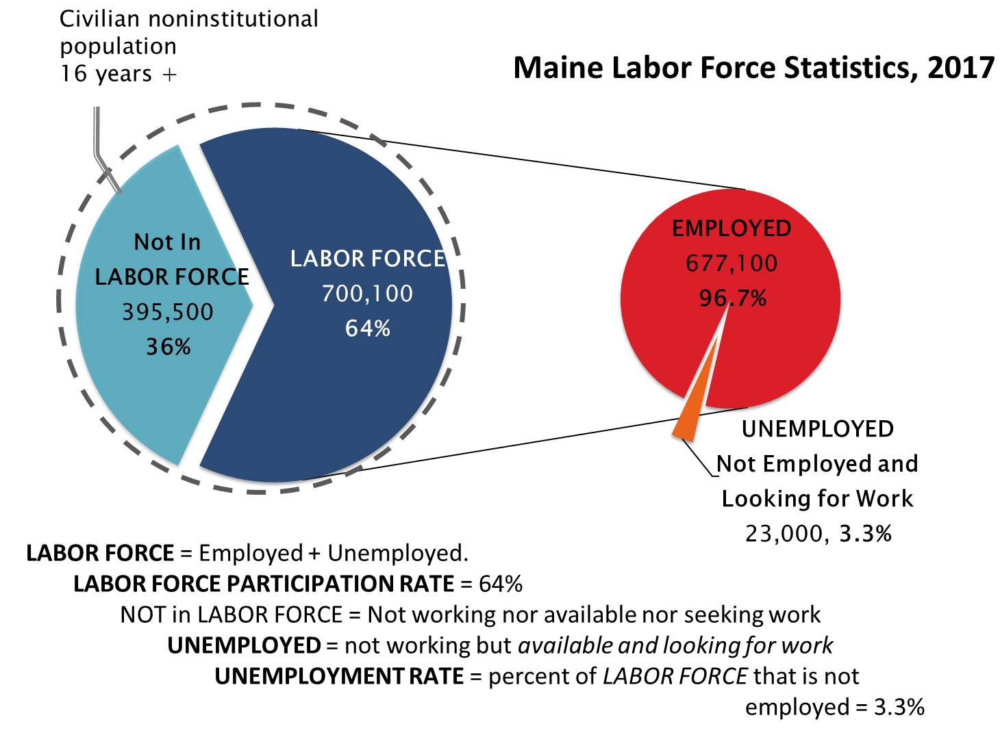 Civilian noninstitutional
population
16 years +
Maine Labor Force Statistics, 2017
Not In
LABOR FORCE
395,500
36%
LABOR FORCE
700,100
64%
EMPLOYED
677,100
96.7%
UNEMPLOYED
Not Employed and
Looking for Work
23,000, 3.3%
LABOR FORCE = Employed + Unemployed.
LABOR FORCE PARTICIPATION RATE = 64%
NOT in LABOR FORCE = Not working nor available nor seeking work
UNEMPLOYED = not working but available and looking for work
UNEMPLOYMENT RATE = percent of LABOR FORCE that is not
employed = 3.3%